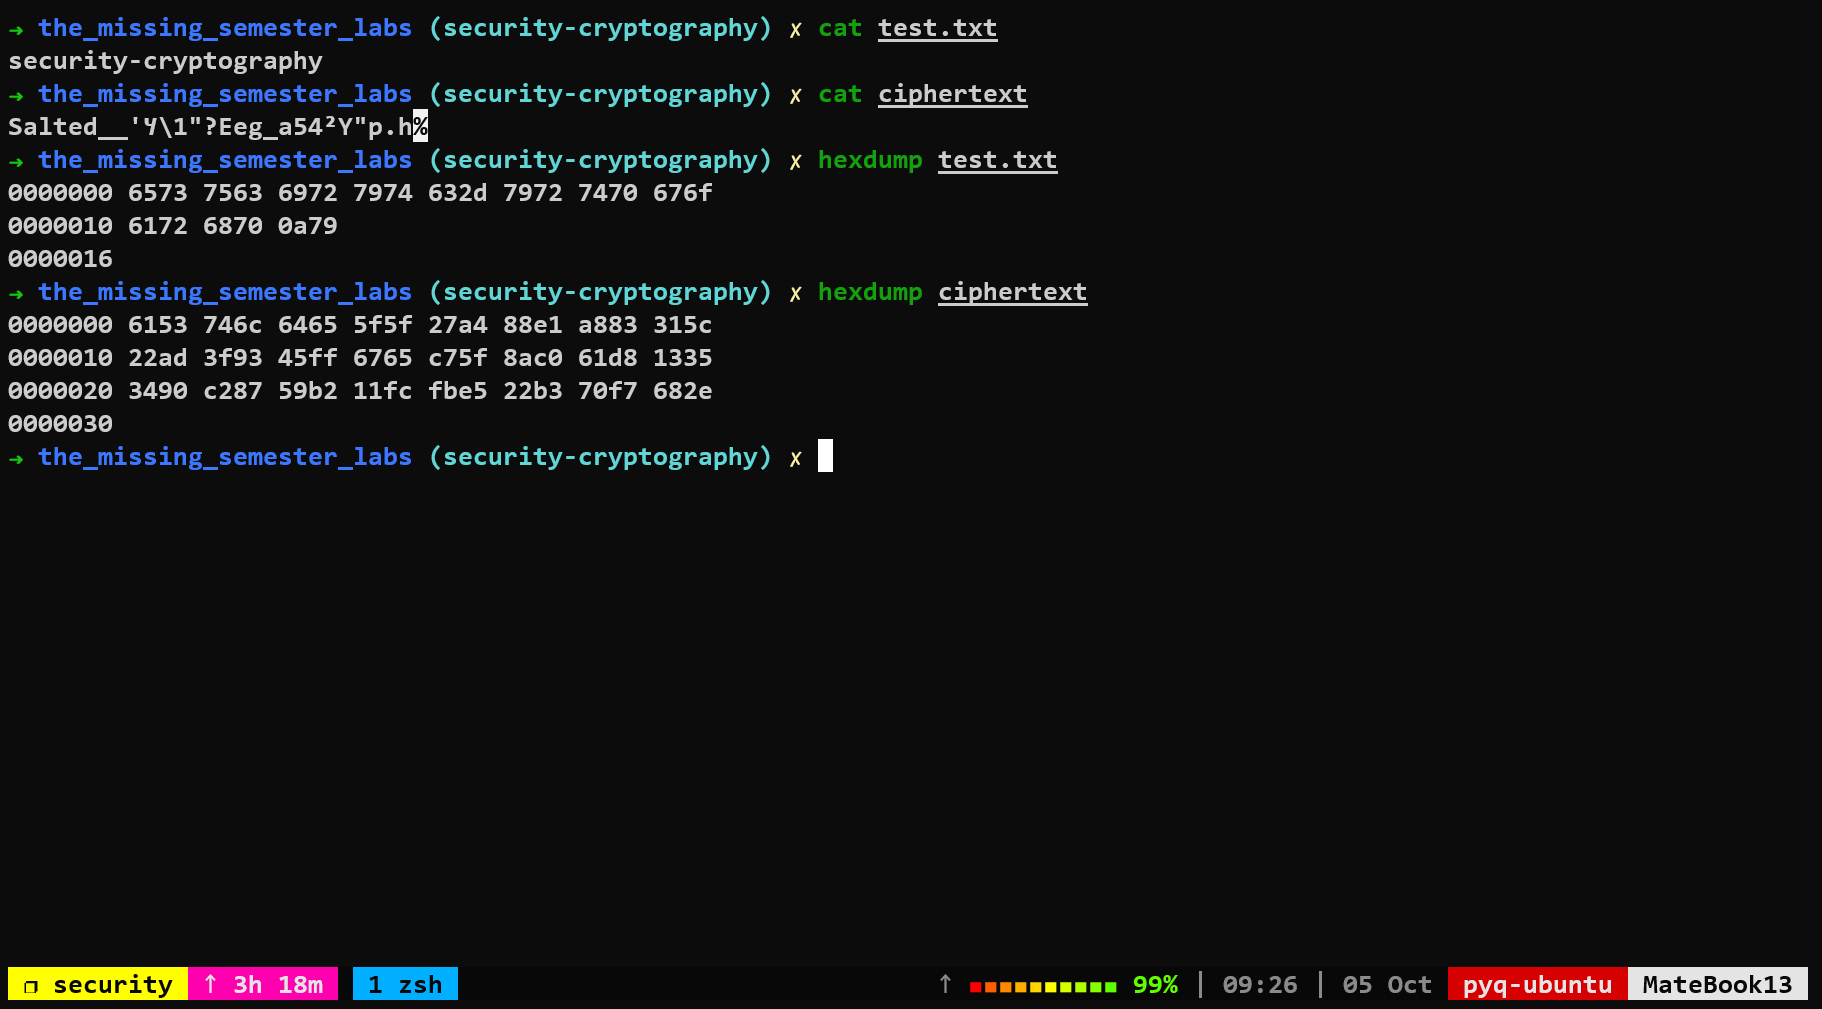 → the_missing_semester_labs (security-cryptography) ✗ cat test.txt
security-cryptography
→ the_missing_semester_labs (security-cryptography) ✗ cat ciphertext
Salted__'Ӌ\1"?Eeg_a54²Y"p.h%
→ the_missing_semester_labs (security-cryptography) ✗ hexdump test.txt
0000000 6573 7563 6972 7974 632d 7972 7470 676f
0000010 6172 6870 0a79
0000016
→ the_missing_semester_labs (security-cryptography) ✗ hexdump ciphertext
0000000 6153 746c 6465 5f5f 27a4 88e1 a883 315c
0000010 22ad 3f93 45ff 6765 c75f 8ac0 61d8 1335
0000020 3490 c287 59b2 11fc fbe5 22b3 70f7 682e
0000030
→ the_missing_semester_labs (security-cryptography) ✗
❐ security ↑ 3h 18m 1 zsh ↑ 99% | 09:26 | 05 Oct pyq-ubuntu MateBook13